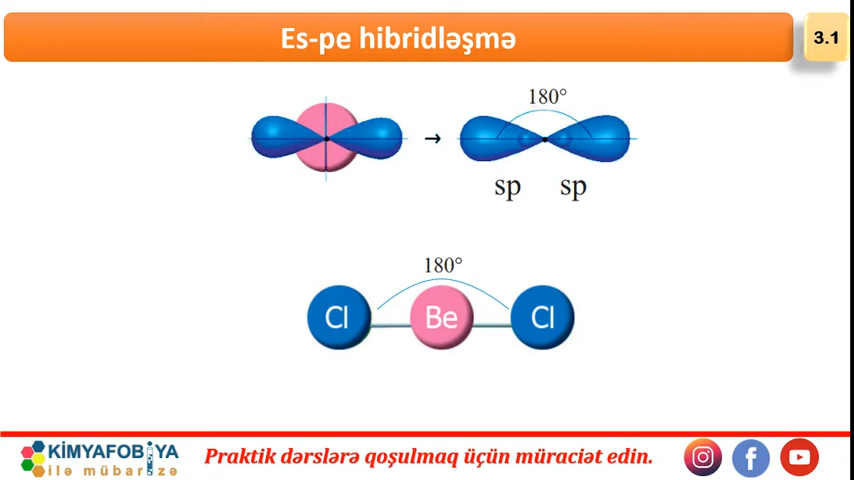 Es-pe hibridləşmə
3.1
180°
→
sp sp
180°
Cl Be Cl
KİMYAFOBİYA
ilə mübarizə
Praktik dərslərə qoşulmaq üçün müraciət edin.